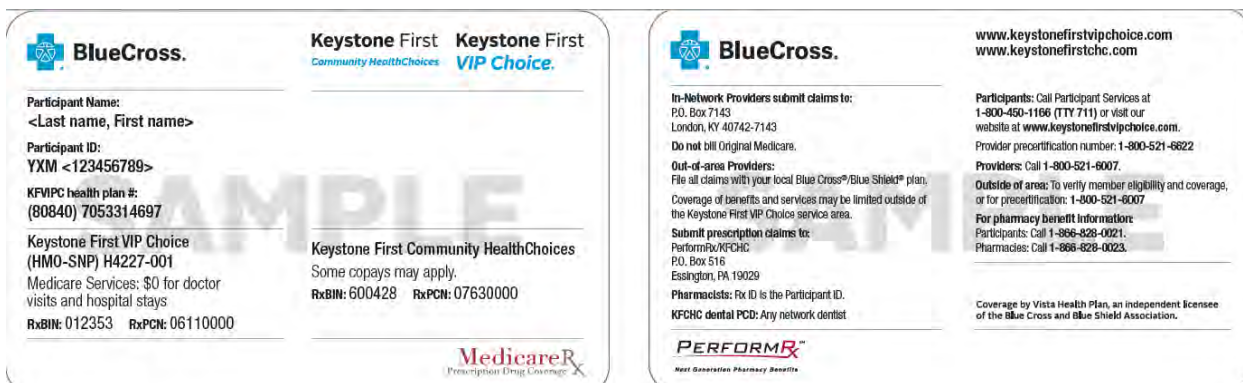 BlueCross.
Keystone First
Community HealthChoices
Keystone First
VIP Choice.
Participant Name:
<Last name, First name>
Participant ID:
YXM <123456789>
KFVIPC health plan #:
(80840) 7053314697
Keystone First VIP Choice
(HMO-SNP) H4227-001
Medicare Services: $0 for doctor
visits and hospital stays
RxBIN: 012353 RxPCN: 06110000
Keystone First Community HealthChoices
Some copays may apply.
RxBIN: 600428 RxPCN: 07630000
MedicareRx
Prescription Drug Coverage
SAMPLE
BlueCross.
In-Network Providers submit claims to:
P.O. Box 7143
London, KY 40742-7143
Do not bill Original Medicare.
Out-of-area Providers:
File all claims with your local Blue Cross®/Blue Shield® plan.
Coverage of benefits and services may be limited outside of
the Keystone First VIP Choice service area.
Submit prescription claims to:
PerformRx/KFCHC
P.O. Box 516
Essington, PA 19029
Pharmacists: Rx ID is the Participant ID.
KFCHC dental PCD: Any network dentist
PERFORMRx℠
Next Generation Pharmacy Benefits
www.keystonefirstvipchoice.com
www.keystonefirstchc.com
Participants: Call Participant Services at
1-800-450-1166 (TTY 711) or visit our
website at www.keystonefirstvipchoice.com.
Provider precertification number: 1-800-521-6622
Providers: Call 1-800-521-6007.
Outside of area: To verify member eligibility and coverage,
or for precertification: 1-800-521-6007
For pharmacy benefit information:
Participants: Call 1-866-828-0021.
Pharmacies: Call 1-866-828-0023.
Coverage by Vista Health Plan, an independent licensee
of the Blue Cross and Blue Shield Association.
SAMPLE